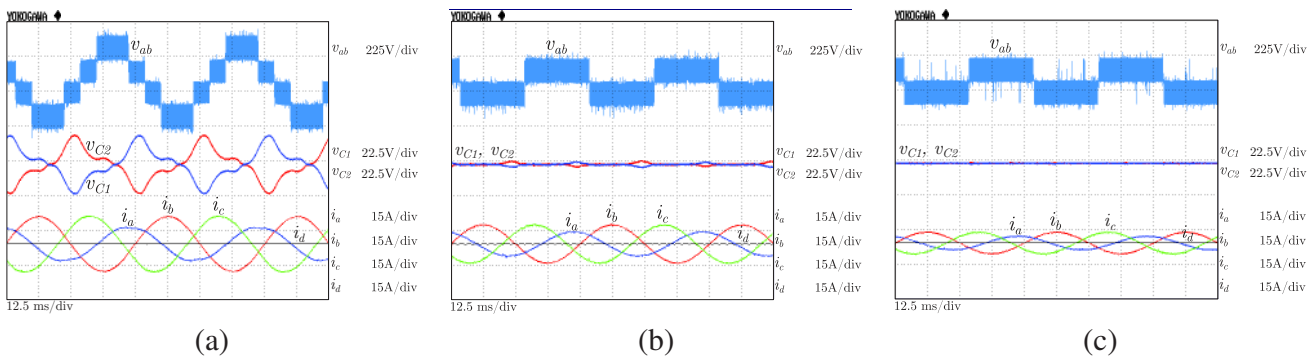 YOKOGAWA ◆
v_ab
v_ab 225V/div
v_C2
v_C1
v_C1 22.5V/div
v_C2 22.5V/div
i_a i_b i_c
i_d
i_a 15A/div
i_b 15A/div
i_c 15A/div
i_d 15A/div
12.5 ms/div
(a)
YOKOGAWA ◆
v_ab
v_ab 225V/div
v_C1, v_C2
v_C1 22.5V/div
v_C2 22.5V/div
i_a i_b i_c
i_d
i_a 15A/div
i_b 15A/div
i_c 15A/div
i_d 15A/div
12.5 ms/div
(b)
YOKOGAWA ◆
v_ab
v_ab 225V/div
v_C1, v_C2
v_C1 22.5V/div
v_C2 22.5V/div
i_a i_b i_c
i_d
i_a 15A/div
i_b 15A/div
i_c 15A/div
i_d 15A/div
12.5 ms/div
(c)